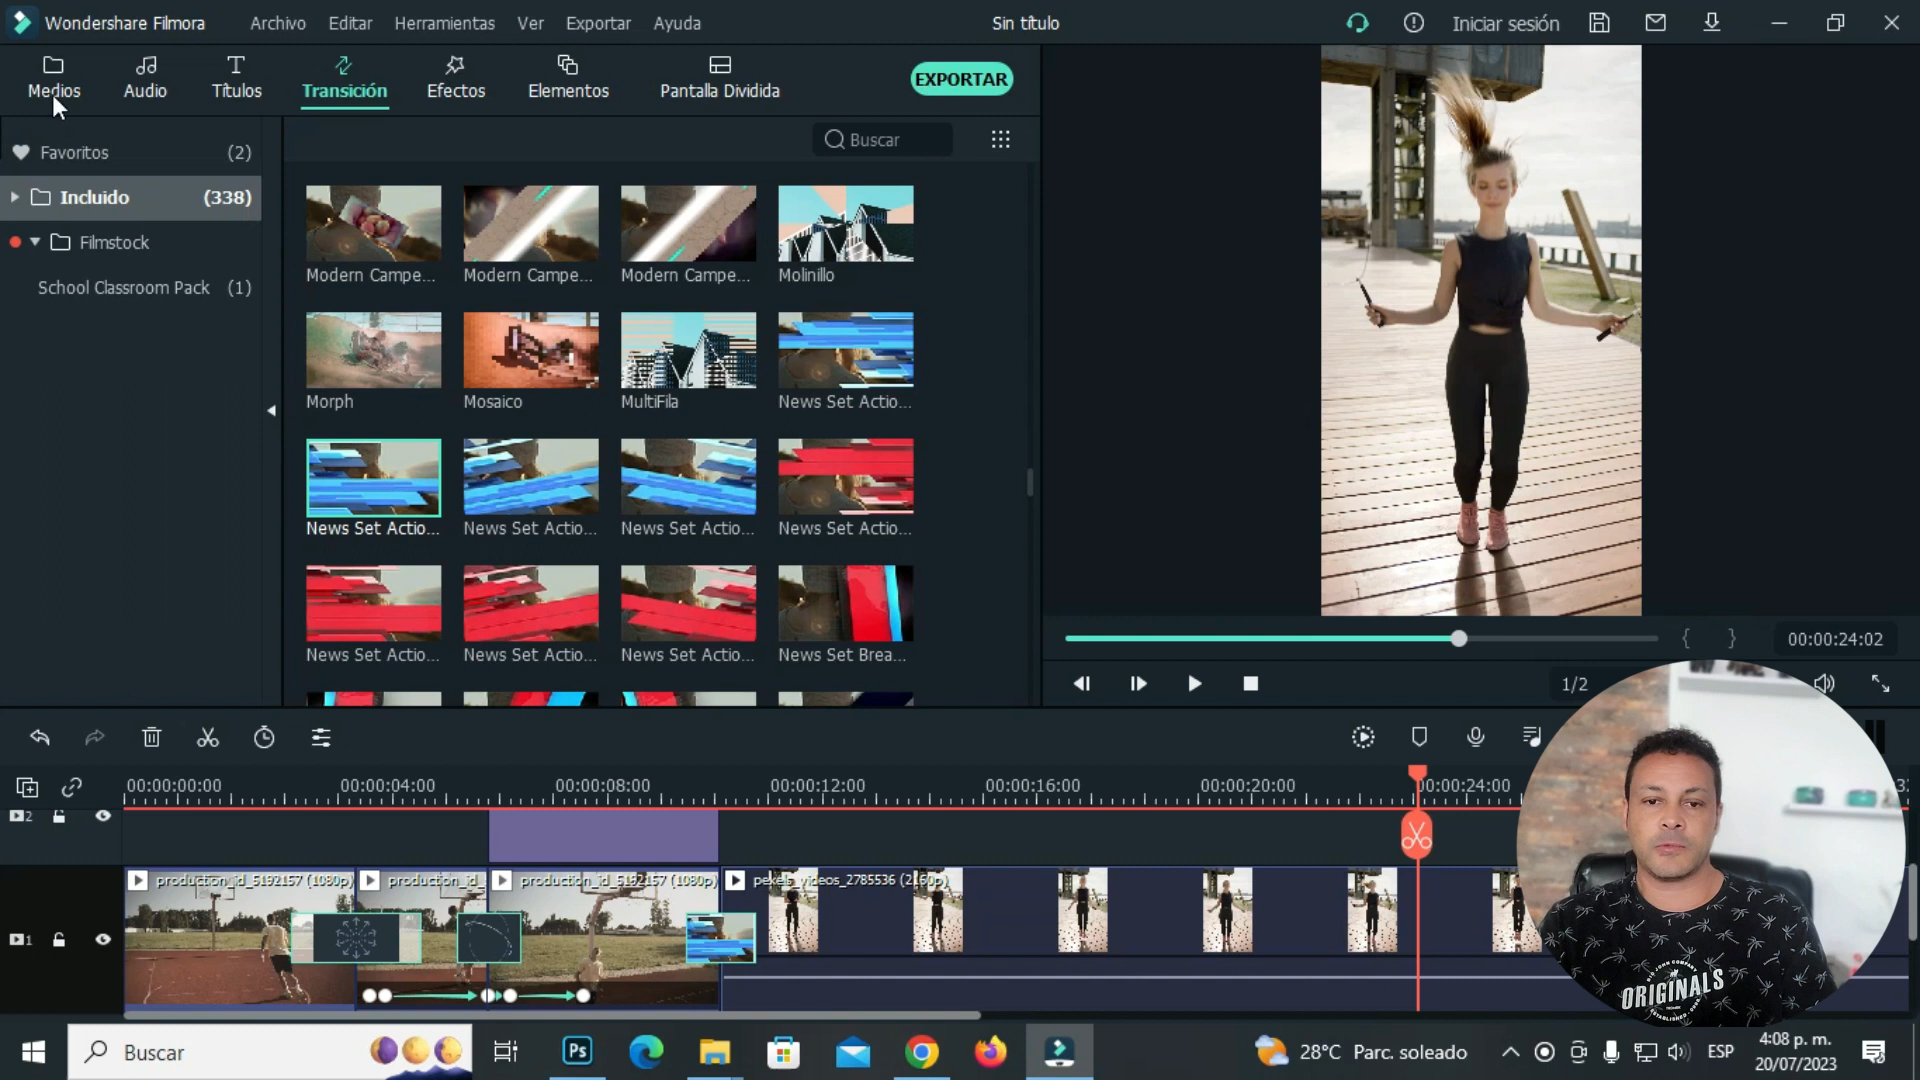 Wondershare Filmora
Archivo Editar Herramientas Ver Exportar Ayuda
Sin título
Iniciar sesión
Medios Audio Títulos Transición Efectos Elementos Pantalla Dividida
EXPORTAR
Favoritos (2)
Incluido (338)
Filmstock
School Classroom Pack (1)
Buscar
Modern Campe... Modern Campe... Modern Campe... Molinillo
Morph Mosaico MultiFila News Set Actio...
News Set Actio... News Set Actio... News Set Actio... News Set Actio...
News Set Actio... News Set Actio... News Set Actio... News Set Brea...
00:00:24:02
1/2
00:00:00:00 00:00:04:00 00:00:08:00 00:00:12:00 00:00:16:00 00:00:20:00 00:00:24:00
2
production_id_5192157 (1080p) production_id_ production_id_5192157 (1080p) pexels_videos_2785536 (2160p)
1
ORIGINALS
Buscar
Ps
28°C Parc. soleado
ESP
4:08 p. m.
20/07/2023